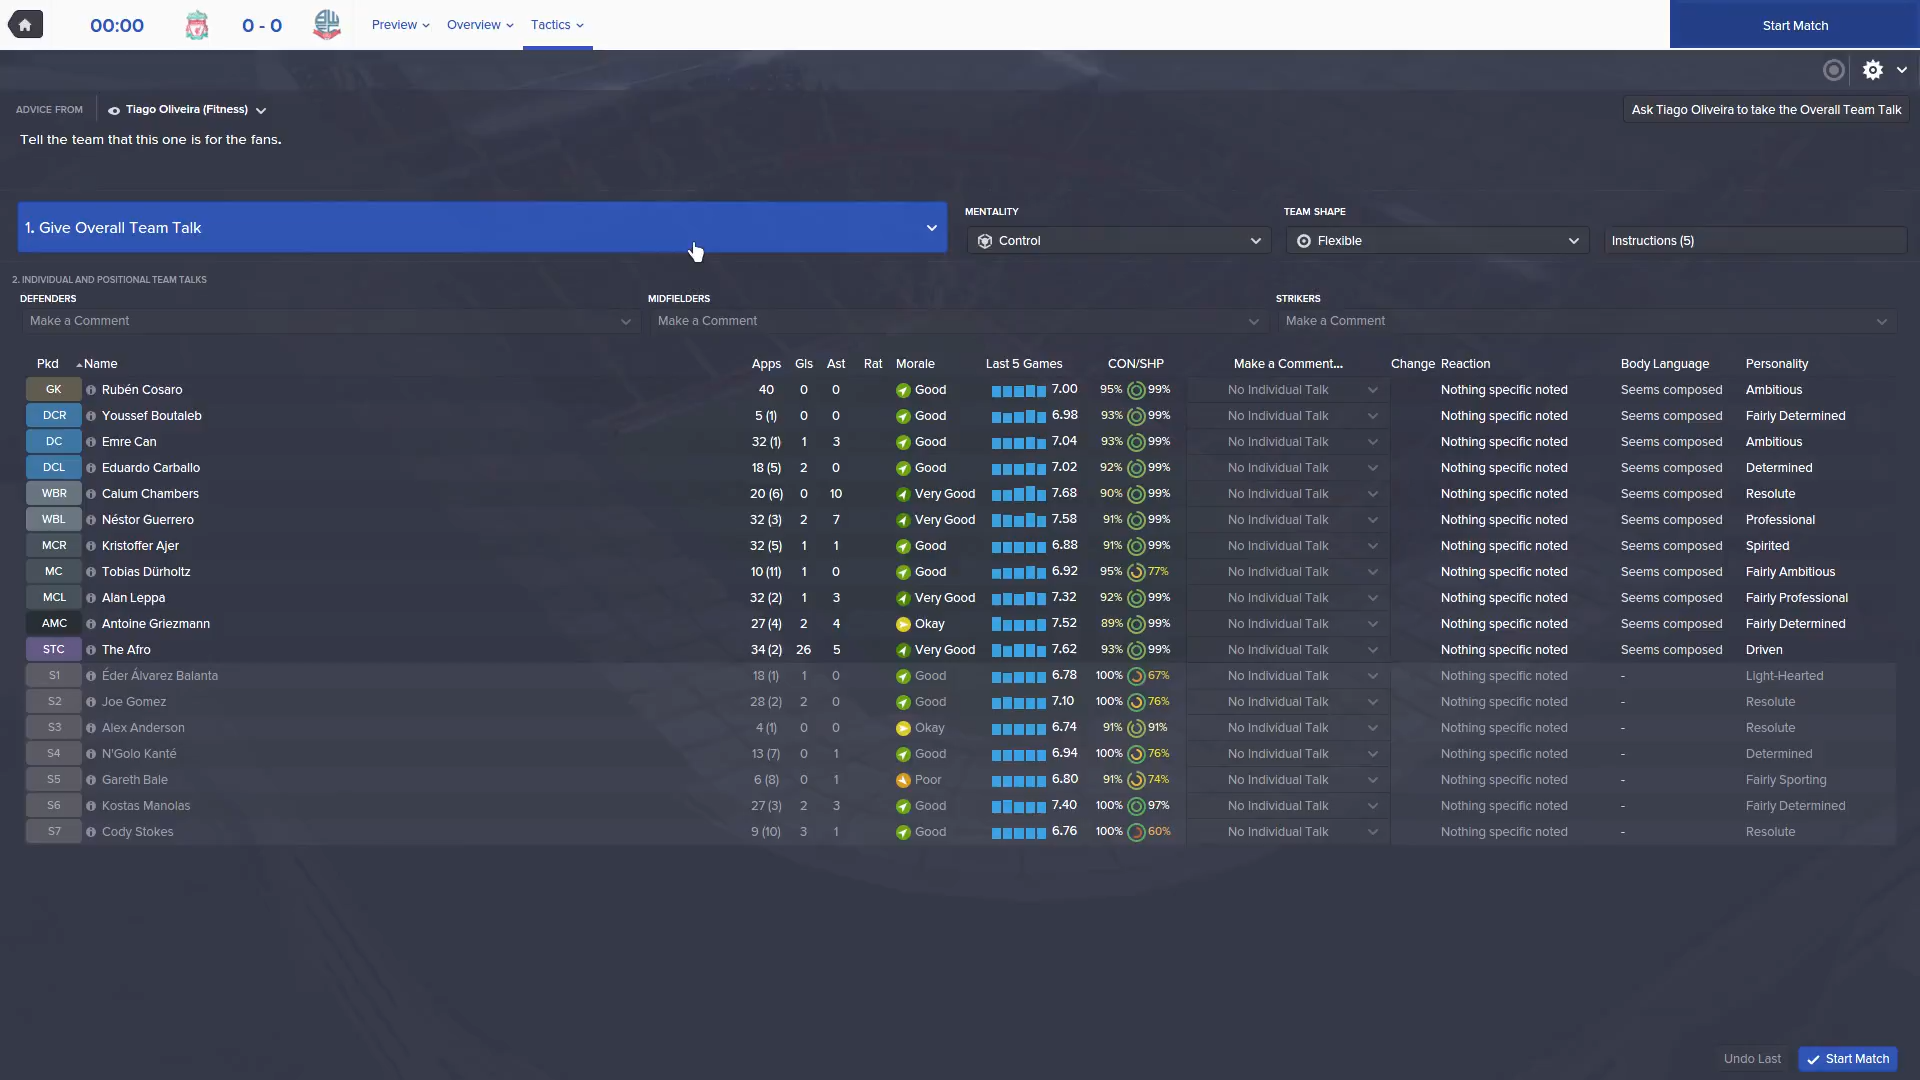 00:00 0 - 0 Preview Overview Tactics Start Match
ADVICE FROM Tiago Oliveira (Fitness) Ask Tiago Oliveira to take the Overall Team Talk
Tell the team that this one is for the fans.
1. Give Overall Team Talk
MENTALITY TEAM SHAPE
Control Flexible Instructions (5)
2. INDIVIDUAL AND POSITIONAL TEAM TALKS
DEFENDERS MIDFIELDERS STRIKERS
Make a Comment Make a Comment Make a Comment
Pkd Name Apps Gls Ast Rat Morale Last 5 Games CON/SHP Make a Comment... Change Reaction Body Language Personality
GK Rubén Cosaro 40 0 0 Good 7.00 95% 99% No Individual Talk Nothing specific noted Seems composed Ambitious
DCR Youssef Boutaleb 5 (1) 0 0 Good 6.98 93% 99% No Individual Talk Nothing specific noted Seems composed Fairly Determined
DC Emre Can 32 (1) 1 3 Good 7.04 93% 99% No Individual Talk Nothing specific noted Seems composed Ambitious
DCL Eduardo Carballo 18 (5) 2 0 Good 7.02 92% 99% No Individual Talk Nothing specific noted Seems composed Determined
WBR Calum Chambers 20 (6) 0 10 Very Good 7.68 90% 99% No Individual Talk Nothing specific noted Seems composed Resolute
WBL Néstor Guerrero 32 (3) 2 7 Very Good 7.58 91% 99% No Individual Talk Nothing specific noted Seems composed Professional
MCR Kristoffer Ajer 32 (5) 1 1 Good 6.88 91% 99% No Individual Talk Nothing specific noted Seems composed Spirited
MC Tobias Dürholtz 10 (11) 1 0 Good 6.92 95% 77% No Individual Talk Nothing specific noted Seems composed Fairly Ambitious
MCL Alan Leppa 32 (2) 1 3 Very Good 7.32 92% 99% No Individual Talk Nothing specific noted Seems composed Fairly Professional
AMC Antoine Griezmann 27 (4) 2 4 Okay 7.52 89% 99% No Individual Talk Nothing specific noted Seems composed Fairly Determined
STC The Afro 34 (2) 26 5 Very Good 7.62 93% 99% No Individual Talk Nothing specific noted Seems composed Driven
S1 Éder Álvarez Balanta 18 (1) 1 0 Good 6.78 100% 67% No Individual Talk Nothing specific noted - Light-Hearted
S2 Joe Gomez 28 (2) 2 0 Good 7.10 100% 76% No Individual Talk Nothing specific noted - Resolute
S3 Alex Anderson 4 (1) 0 0 Okay 6.74 91% 91% No Individual Talk Nothing specific noted - Resolute
S4 N'Golo Kanté 13 (7) 0 1 Good 6.94 100% 76% No Individual Talk Nothing specific noted - Determined
S5 Gareth Bale 6 (8) 0 1 Poor 6.80 91% 74% No Individual Talk Nothing specific noted - Fairly Sporting
S6 Kostas Manolas 27 (3) 2 3 Good 7.40 100% 97% No Individual Talk Nothing specific noted - Fairly Determined
S7 Cody Stokes 9 (10) 3 1 Good 6.76 100% 60% No Individual Talk Nothing specific noted - Resolute
Undo Last Start Match